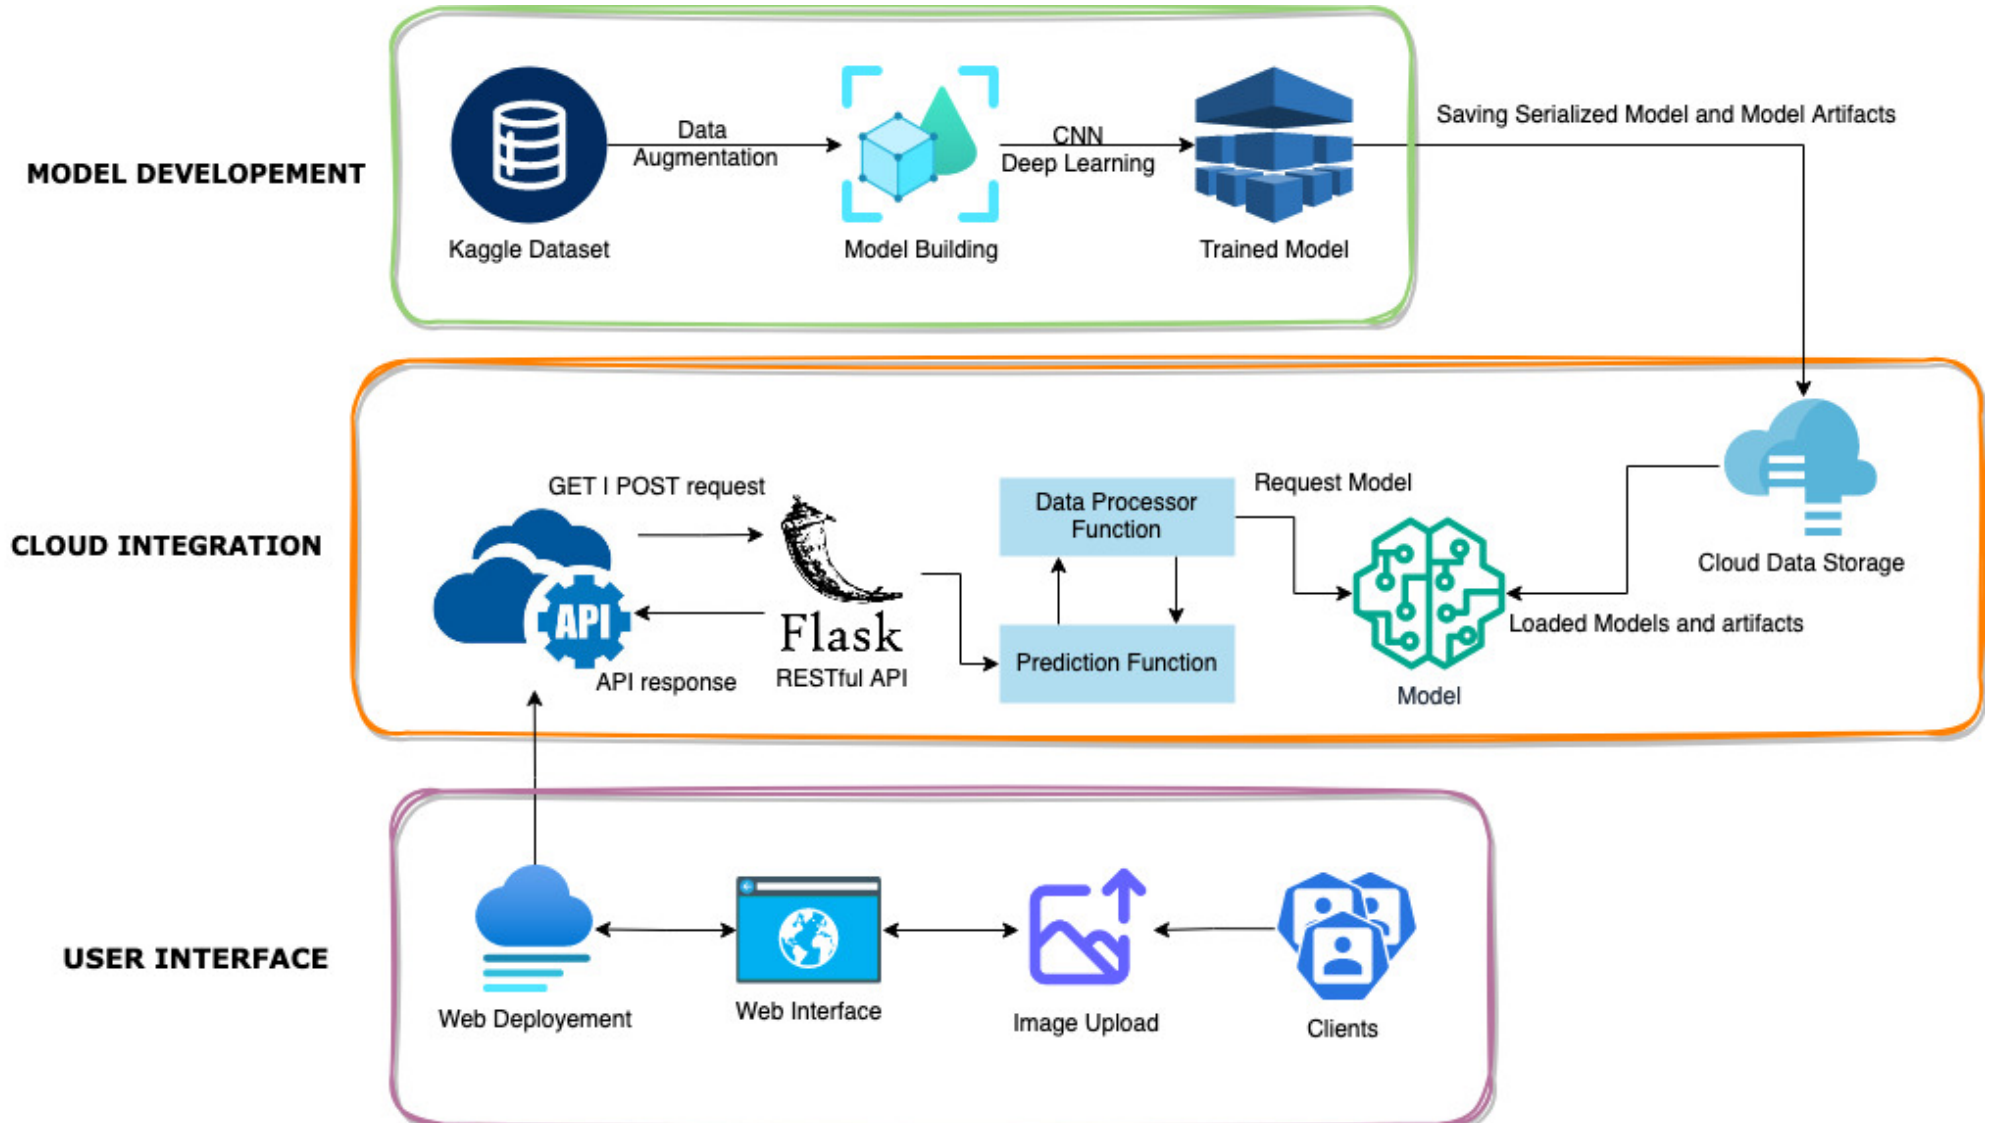 MODEL DEVELOPEMENT
Data
Augmentation
CNN
Deep Learning
Saving Serialized Model and Model Artifacts
Kaggle Dataset
Model Building
Trained Model
CLOUD INTEGRATION
GET | POST request
API
API response
Flask
RESTful API
Data Processor
Function
Prediction Function
Request Model
Model
Cloud Data Storage
Loaded Models and artifacts
USER INTERFACE
Web Deployement
Web Interface
Image Upload
Clients